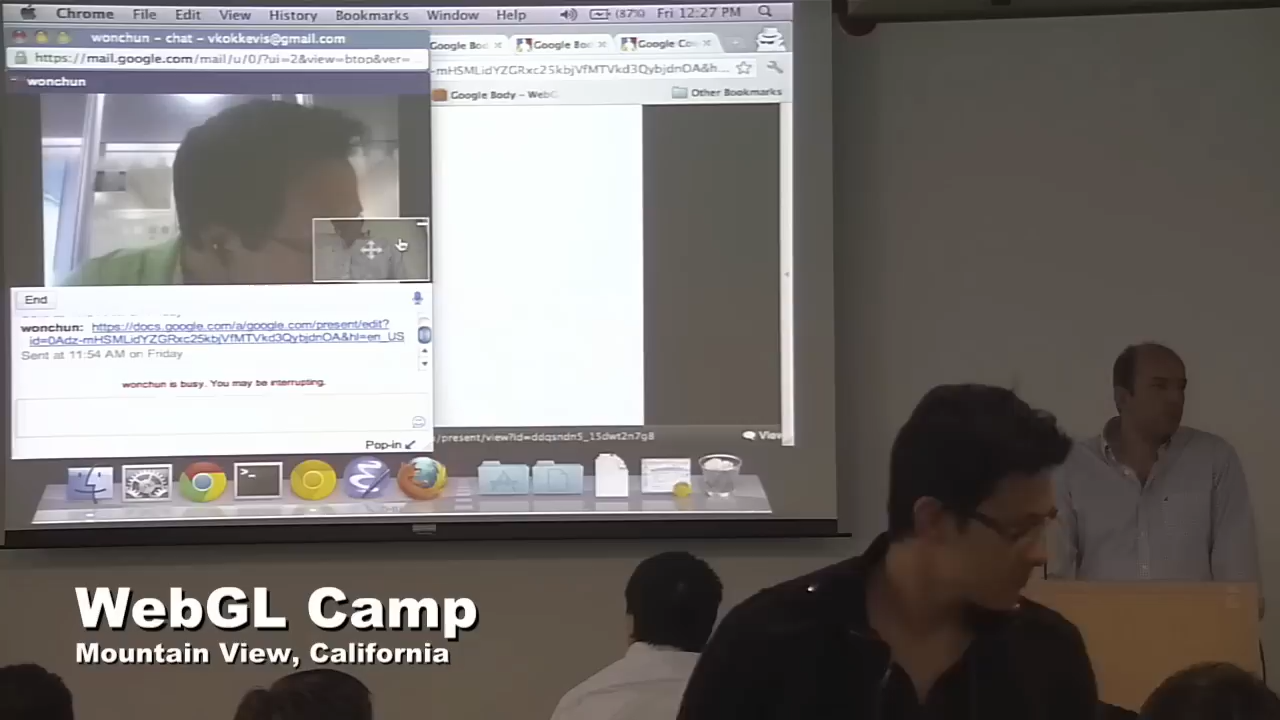 Chrome File Edit View History Bookmarks Window Help (87%) Fri 12:27 PM
wonchun – chat – vkokkevis@gmail.com
Google Bo
Google Bo
Google Co
https://mail.google.com/mail/u/0/?ui=2&view=btop&ver=
wonchun
Google Body – Web
Other Bookmarks
End
wonchun: https://docs.google.com/a/google.com/present/edit?
id=0Adz-mHSMLidYZGRxc25kbjVfMTVkd3QybjdnOA&hl=en_US
Sent at 11:54 AM on Friday
wonchun is busy. You may be interrupting.
Pop-in
/present/view?id=ddqsndn5_15dwt2n7g8
View
WebGL Camp
Mountain View, California